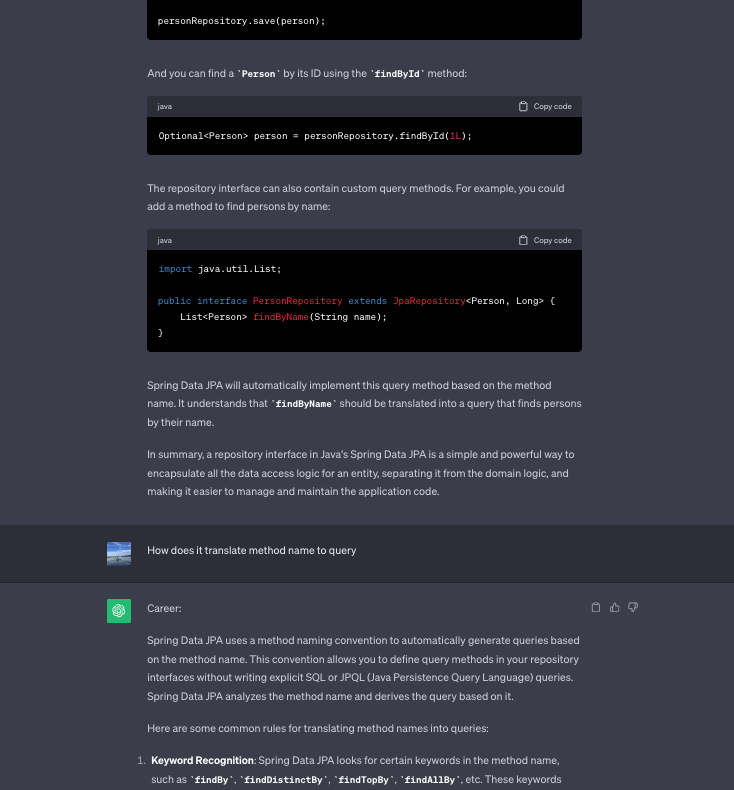 personRepository.save(person);
And you can find a `Person` by its ID using the `findById` method:
java
Copy code
Optional<Person> person = personRepository.findById(1L);
The repository interface can also contain custom query methods. For example, you could
add a method to find persons by name:
java
Copy code
import java.util.List;
public interface PersonRepository extends JpaRepository<Person, Long> {
List<Person> findByName(String name);
}
Spring Data JPA will automatically implement this query method based on the method
name. It understands that `findByName` should be translated into a query that finds persons
by their name.
In summary, a repository interface in Java's Spring Data JPA is a simple and powerful way to
encapsulate all the data access logic for an entity, separating it from the domain logic, and
making it easier to manage and maintain the application code.
How does it translate method name to query
Career:
Spring Data JPA uses a method naming convention to automatically generate queries based
on the method name. This convention allows you to define query methods in your repository
interfaces without writing explicit SQL or JPQL (Java Persistence Query Language) queries.
Spring Data JPA analyzes the method name and derives the query based on it.
Here are some common rules for translating method names into queries:
1. Keyword Recognition: Spring Data JPA looks for certain keywords in the method name,
such as `findBy`, `findDistinctBy`, `findTopBy`, `findAllBy`, etc. These keywords